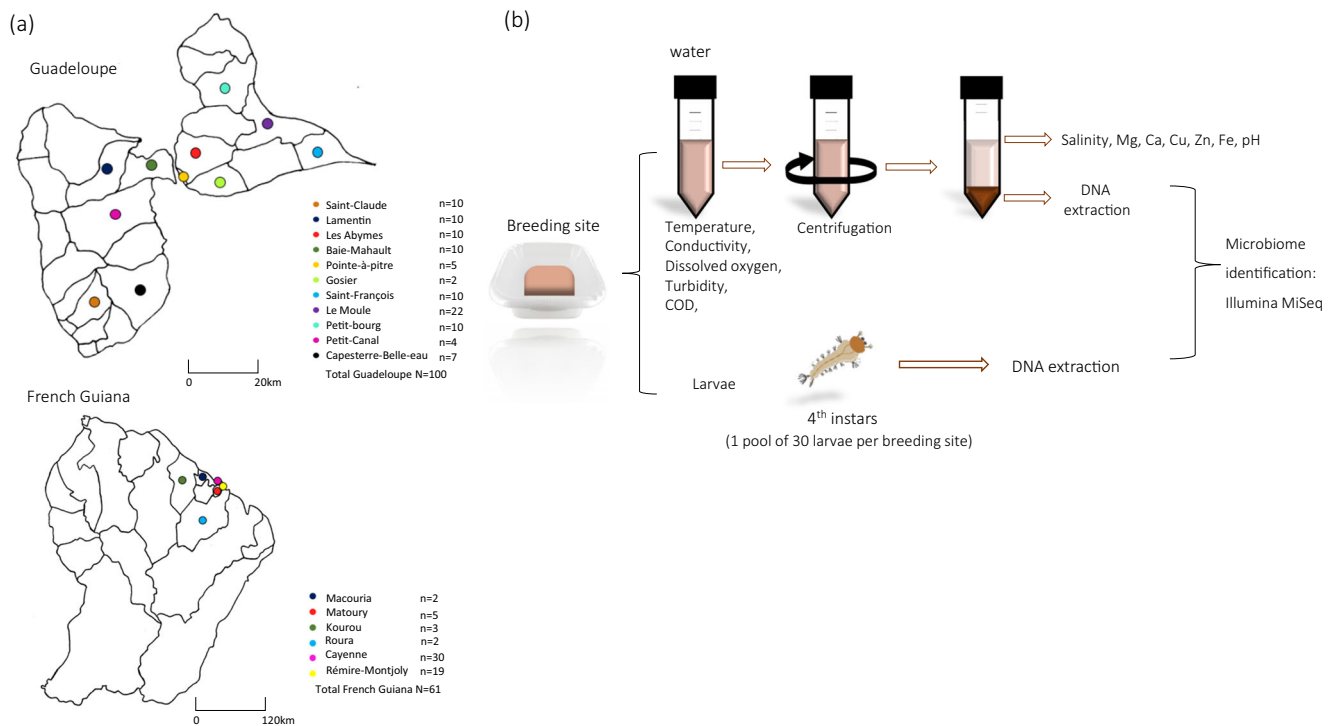 (a)
Guadeloupe
Saint-Claude n=10
Lamentin n=10
Les Abymes n=10
Baie-Mahault n=10
Pointe-à-pitre n=5
Gosier n=2
Saint-François n=10
Le Moule n=22
Petit-bourg n=10
Petit-Canal n=4
Capesterre-Belle-eau n=7
Total Guadeloupe N=100
0 20km
French Guiana
Macouria n=2
Matoury n=5
Kourou n=3
Roura n=2
Cayenne n=30
Rémire-Montjoly n=19
Total French Guiana N=61
0 120km
(b)
water
Breeding site
Temperature,
Conductivity,
Dissolved oxygen,
Turbidity,
COD,
Centrifugation
Salinity, Mg, Ca, Cu, Zn, Fe, pH
DNA
extraction
Larvae
4th instars
(1 pool of 30 larvae per breeding site)
DNA extraction
Microbiome
identification:
Illumina MiSeq